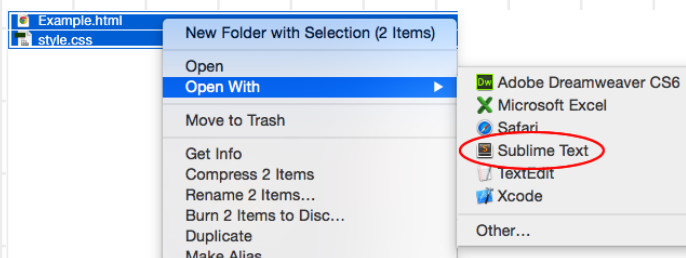 Example.html
style.css
New Folder with Selection (2 Items)
Open
Open With
Move to Trash
Get Info
Compress 2 Items
Rename 2 Items...
Burn 2 Items to Disc...
Duplicate
Make Alias
Adobe Dreamweaver CS6
Microsoft Excel
Safari
Sublime Text
TextEdit
Xcode
Other...